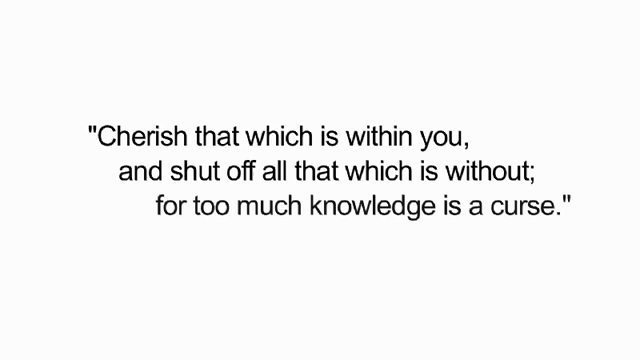 "Cherish that which is within you,
and shut off all that which is without;
for too much knowledge is a curse."